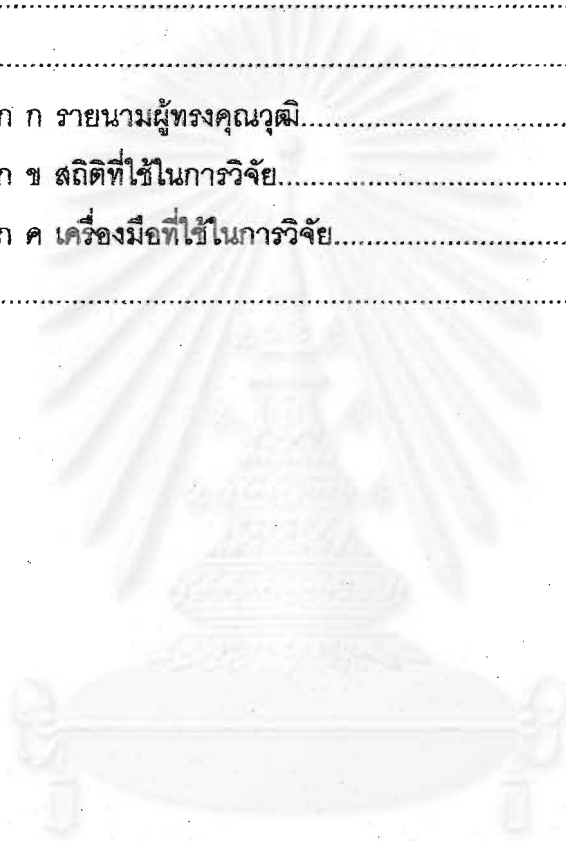 ........................................................................
........................................................................
ก ก รายนามผู้ทรงคุณวุฒิ..............................
ก ข สถิติที่ใช้ในการวิจัย................................
ก ค เครื่องมือที่ใช้ในการวิจัย..........................
........................................................................